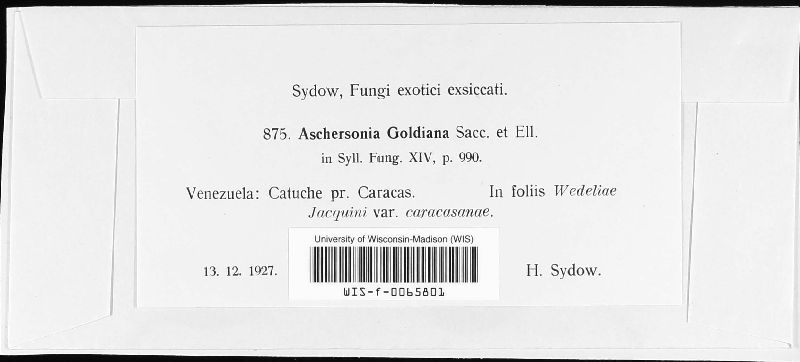 Sydow, Fungi exotici exsiccati.
875. Aschersonia Goldiana Sacc. et Ell.
in Syll. Fung. XIV, p. 990.
Venezuela: Catuche pr. Caracas. In foliis Wedeliae
Jacquini var. caracasanae.
University of Wisconsin-Madison (WIS)
13. 12. 1927. H. Sydow.
WIS-f-0065801